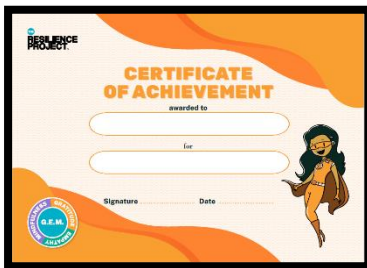 THE
RESILIENCE
PROJECT.
CERTIFICATE
OF ACHIEVEMENT
awarded to
for
Signature
Date
MINDFULNESS
GRATITUDE
EMPATHY
G.E.M.